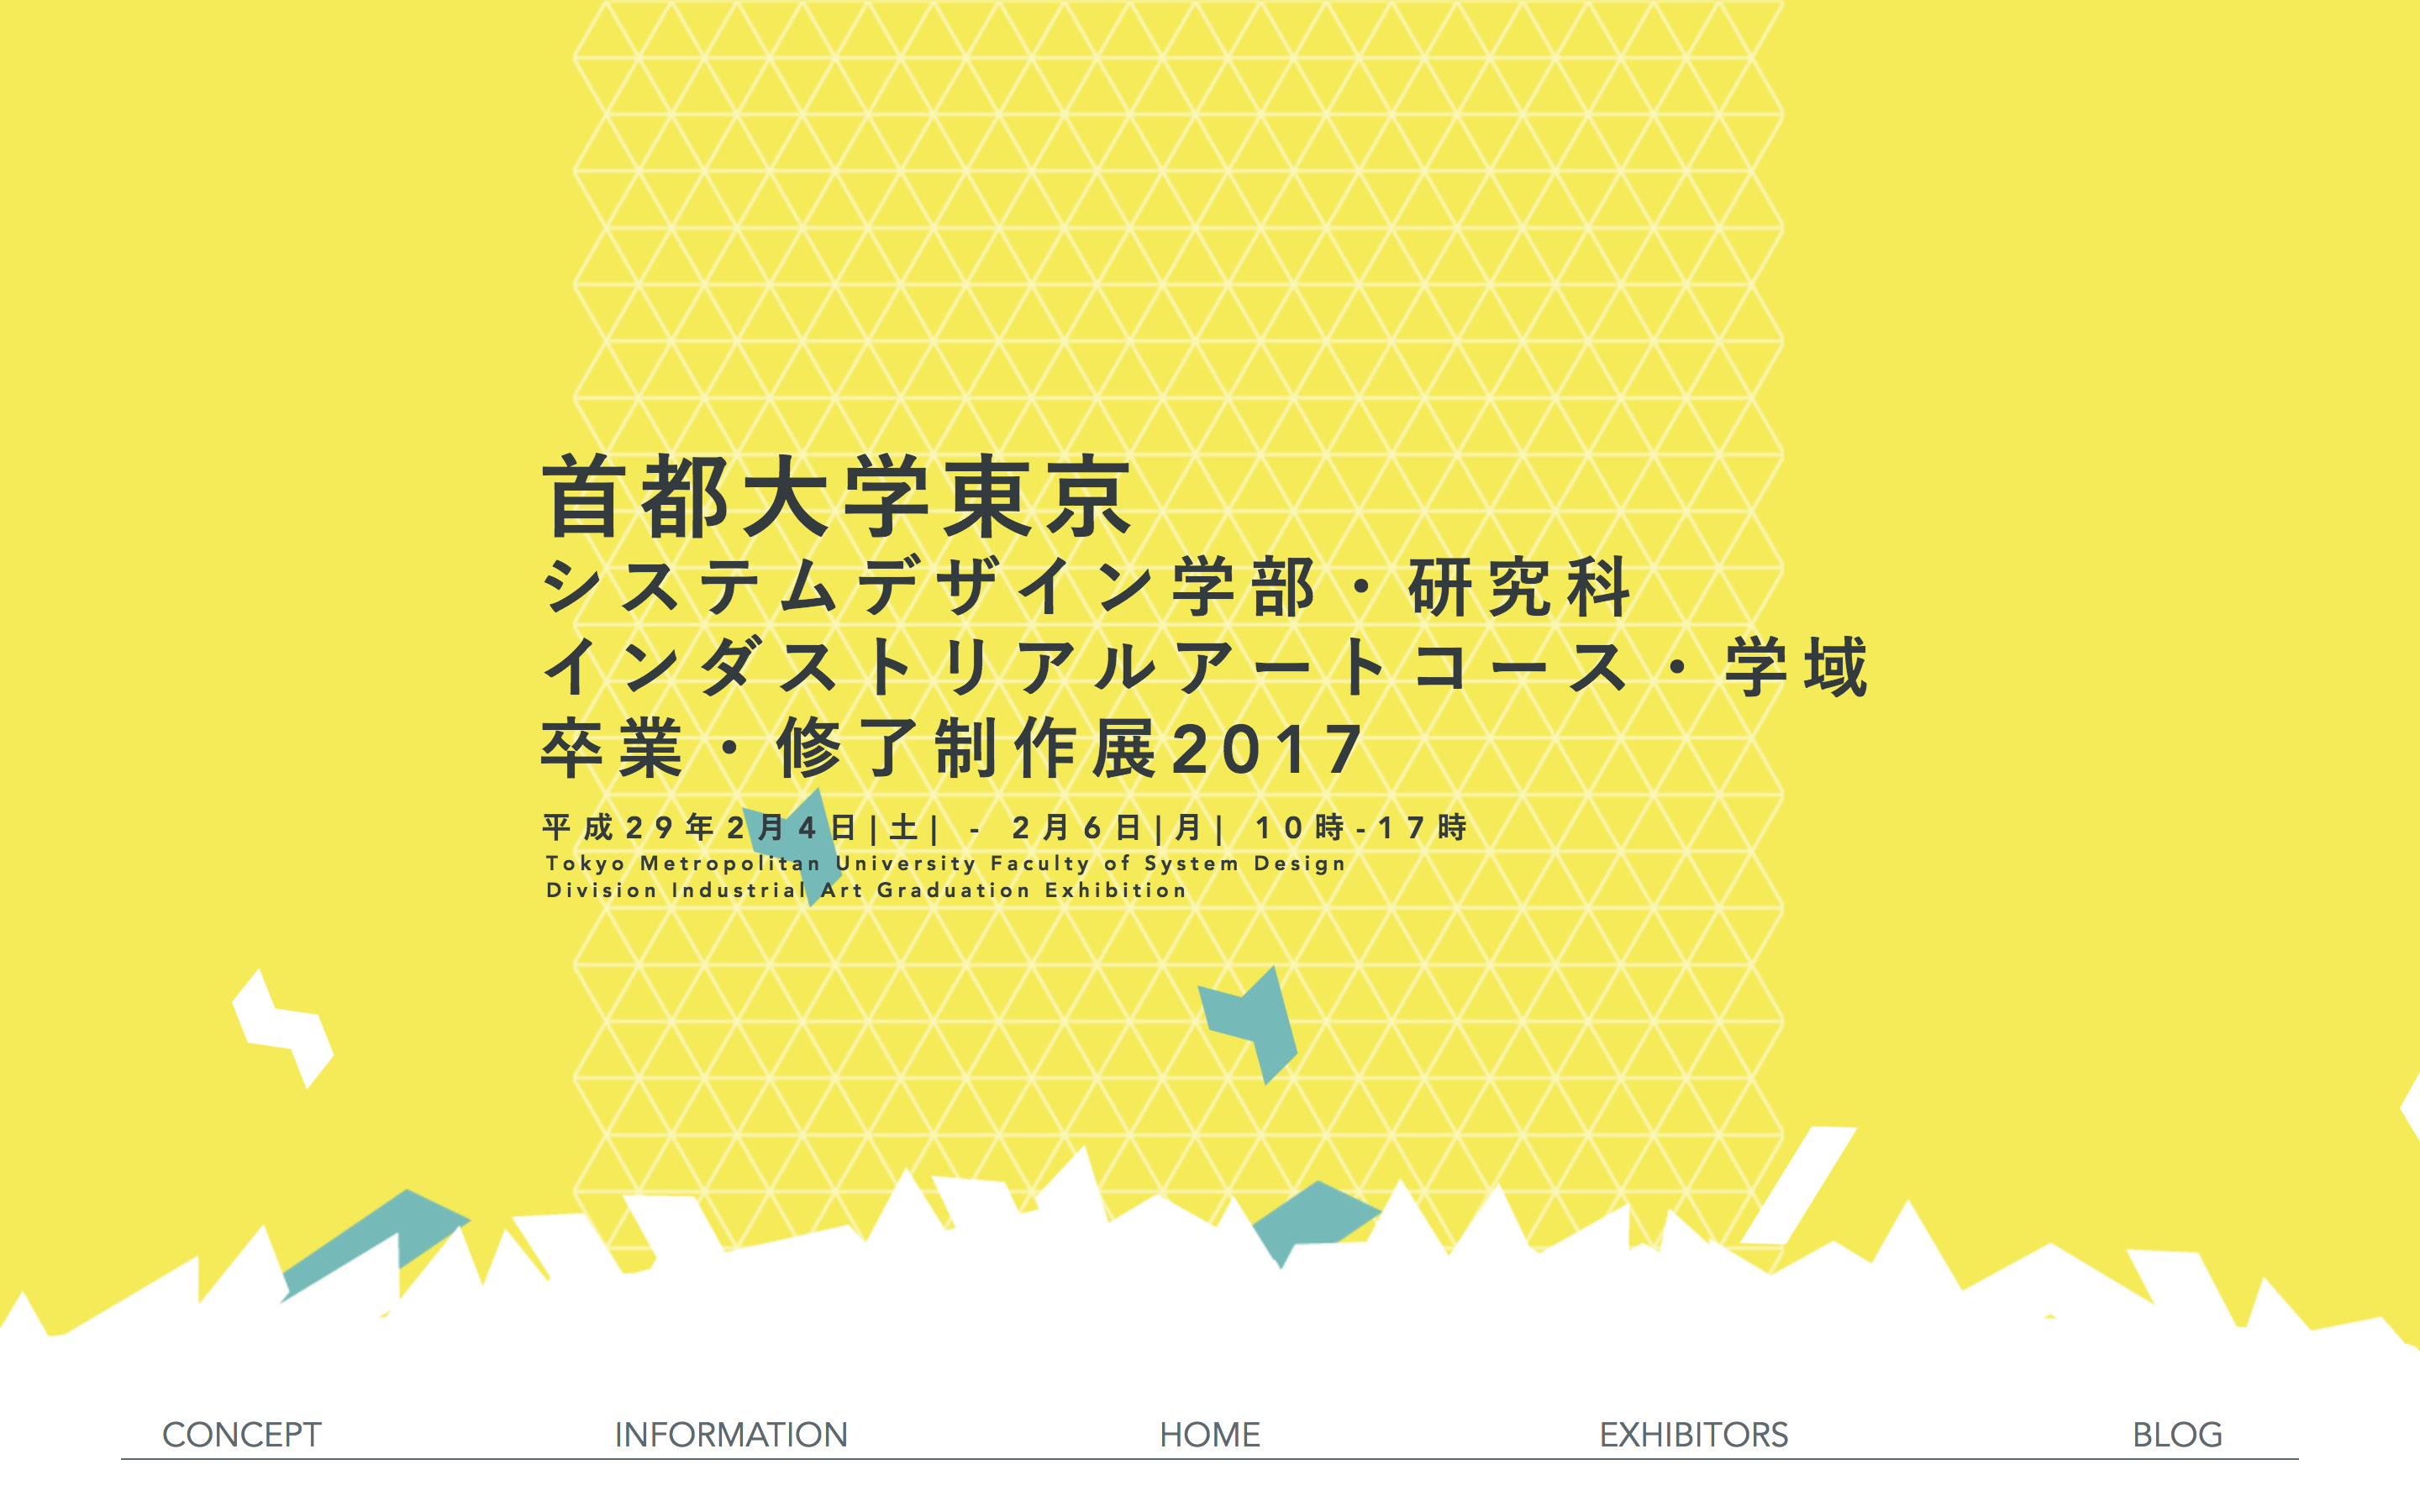 首都大学東京
システムデザイン学部・研究科
インダストリアルアートコース・学域
卒業・修了制作展2017
平成29年2月4日|土| - 2月6日|月| 10時-17時
Tokyo Metropolitan University Faculty of System Design
Division Industrial Art Graduation Exhibition
CONCEPT INFORMATION HOME EXHIBITORS BLOG